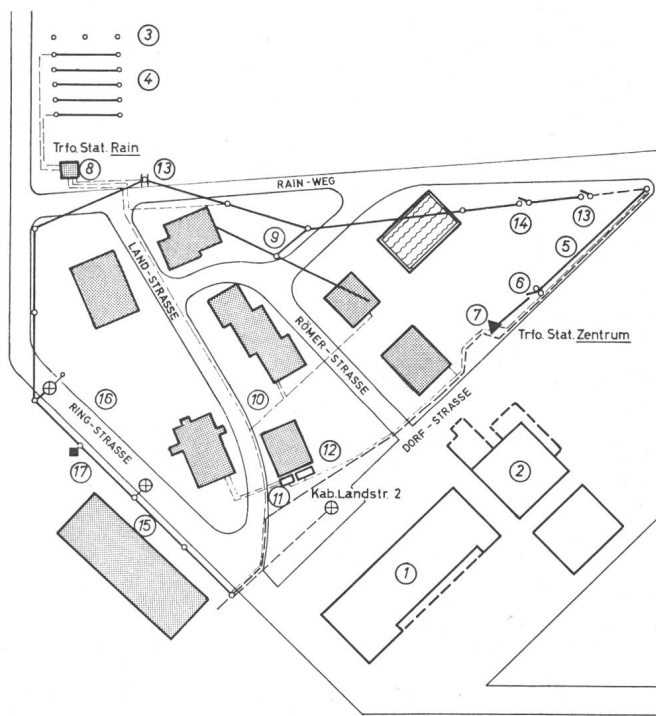 3
4
Trfo. Stat. Rain
8
13
RAIN-WEG
14
13
9
5
LAND-STRASSE
6
7
Trfo. Stat. Zentrum
RÖMER-STRASSE
16
10
DORF-STRASSE
RING-STRASSE
12
2
17
11
Kab. Landstr. 2
15
1